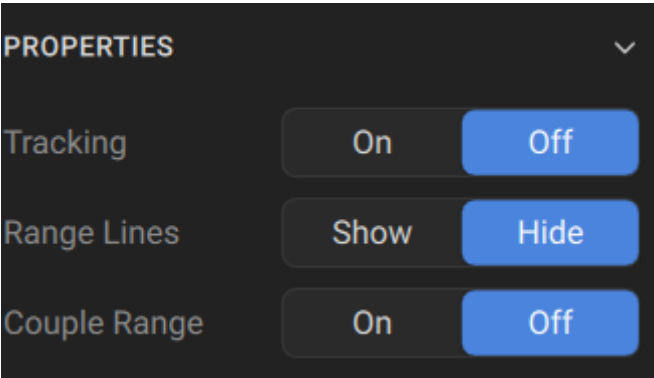 PROPERTIES
Tracking On Off
Range Lines Show Hide
Couple Range On Off